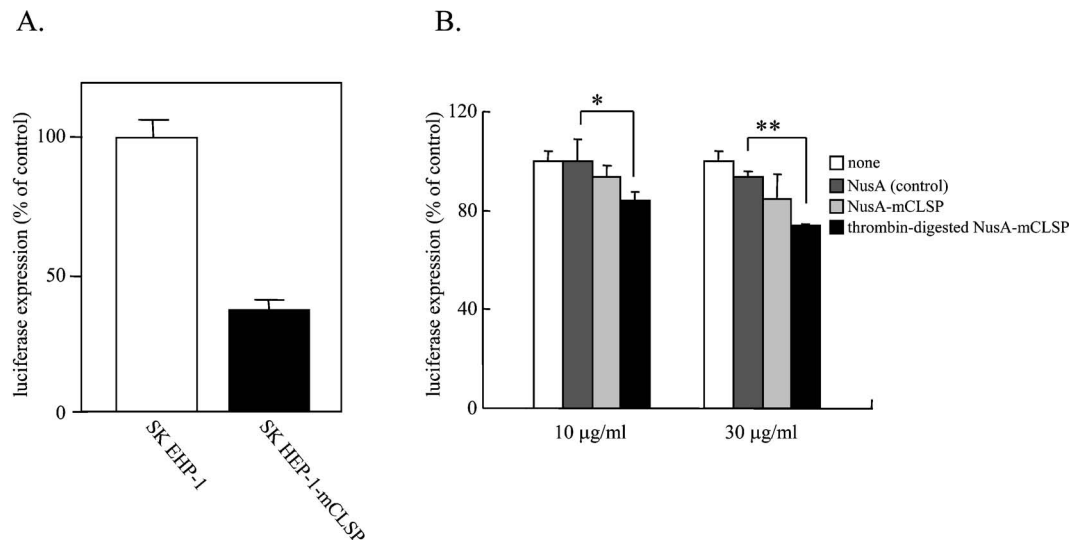 A.
luciferase expression (% of control)
100
50
0
SK EHP-1
SK HEP-1-mCLSP
B.
luciferase expression (% of control)
120
80
40
0
*
**
10 μg/ml
30 μg/ml
none
NusA (control)
NusA-mCLSP
thrombin-digested NusA-mCLSP